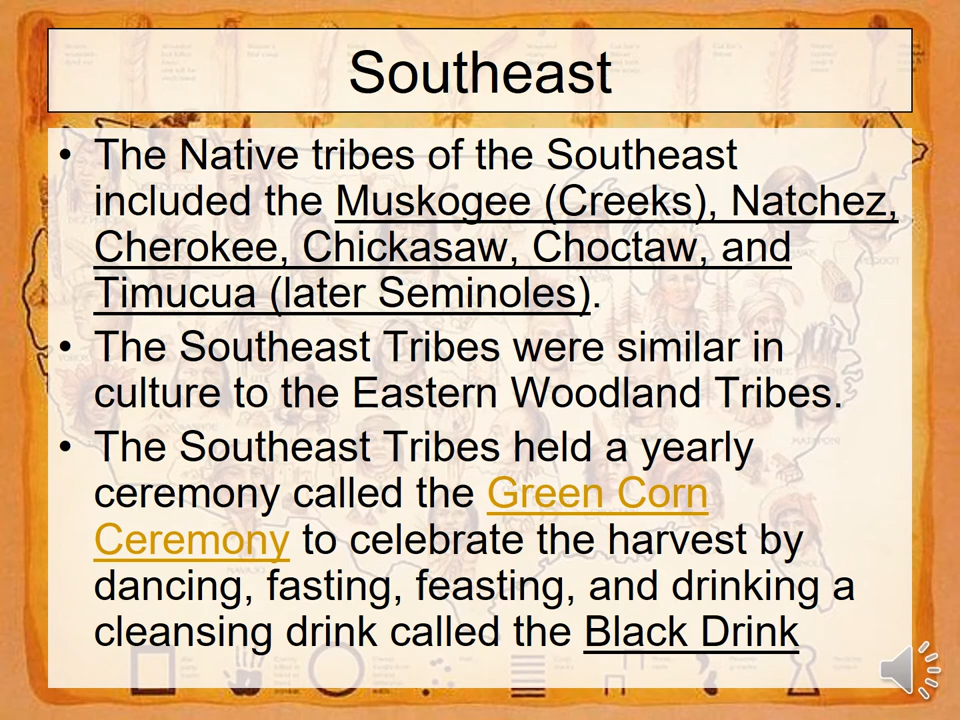 Southeast
• The Native tribes of the Southeast
included the Muskogee (Creeks), Natchez,
Cherokee, Chickasaw, Choctaw, and
Timucua (later Seminoles).
• The Southeast Tribes were similar in
culture to the Eastern Woodland Tribes.
• The Southeast Tribes held a yearly
ceremony called the Green Corn
Ceremony to celebrate the harvest by
dancing, fasting, feasting, and drinking a
cleansing drink called the Black Drink